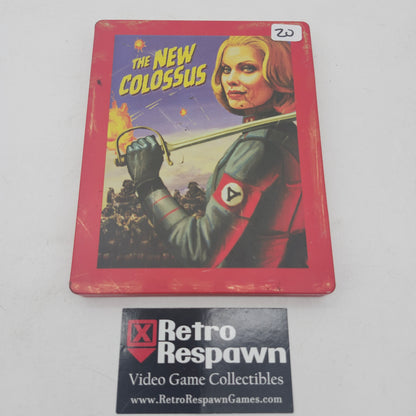 20
THE NEW
COLOSSUS
A
X Retro
Respawn
Video Game Collectibles
www.RetroRespawnGames.com